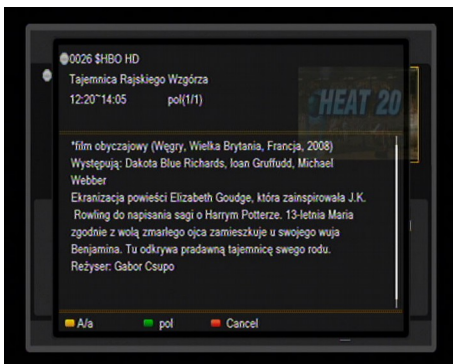 0026 $HBO HD
Tajemnica Rajskiego Wzgórza
12:20~14:05 pol(1/1)
HEAT 20
*film obyczajowy (Węgry, Wielka Brytania, Francja, 2008)
Występują: Dakota Blue Richards, Ioan Gruffudd, Michael
Webber
Ekranizacja powieści Elizabeth Goudge, która zainspirowała J.K.
Rowling do napisania sagi o Harrym Potterze. 13-letnia Maria
zgodnie z wolą zmarłego ojca zamieszkuje u swojego wuja
Benjamina. Tu odkrywa pradawną tajemnicę swego rodu.
Reżyser: Gabor Csupo
A/a pol Cancel